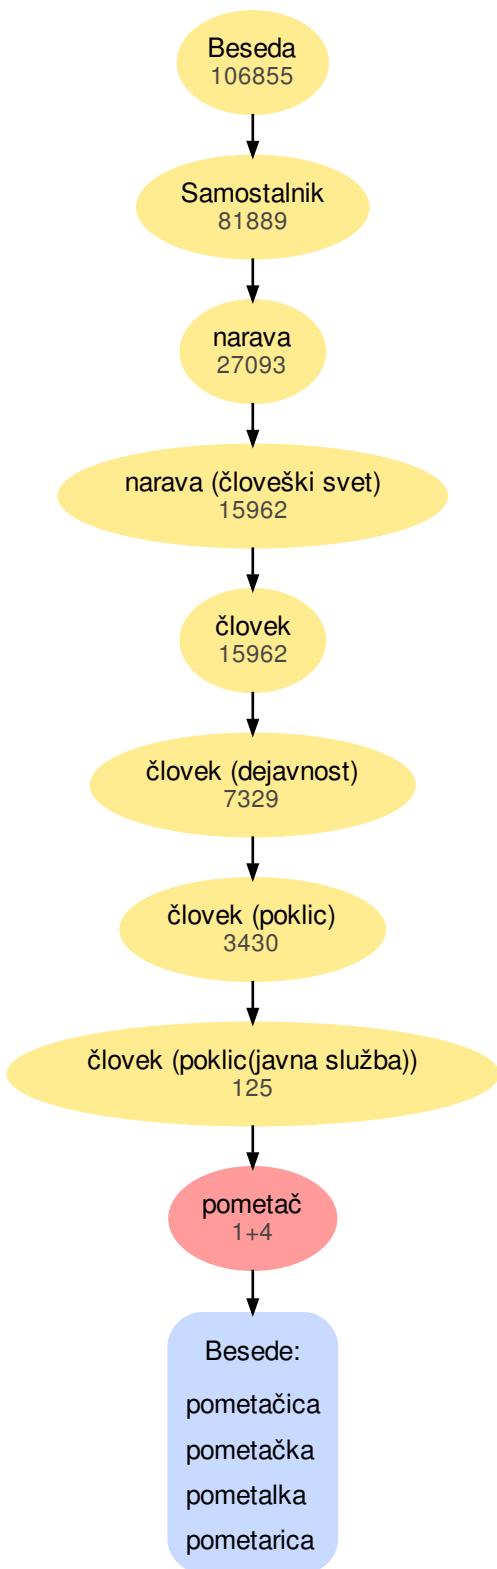 Beseda
106855
Samostalnik
81889
narava
27093
narava (človeški svet)
15962
človek
15962
človek (dejavnost)
7329
človek (poklic)
3430
človek (poklic(javna služba))
125
pometač
1+4
Besede:
pometačica
pometačka
pometalka
pometarica